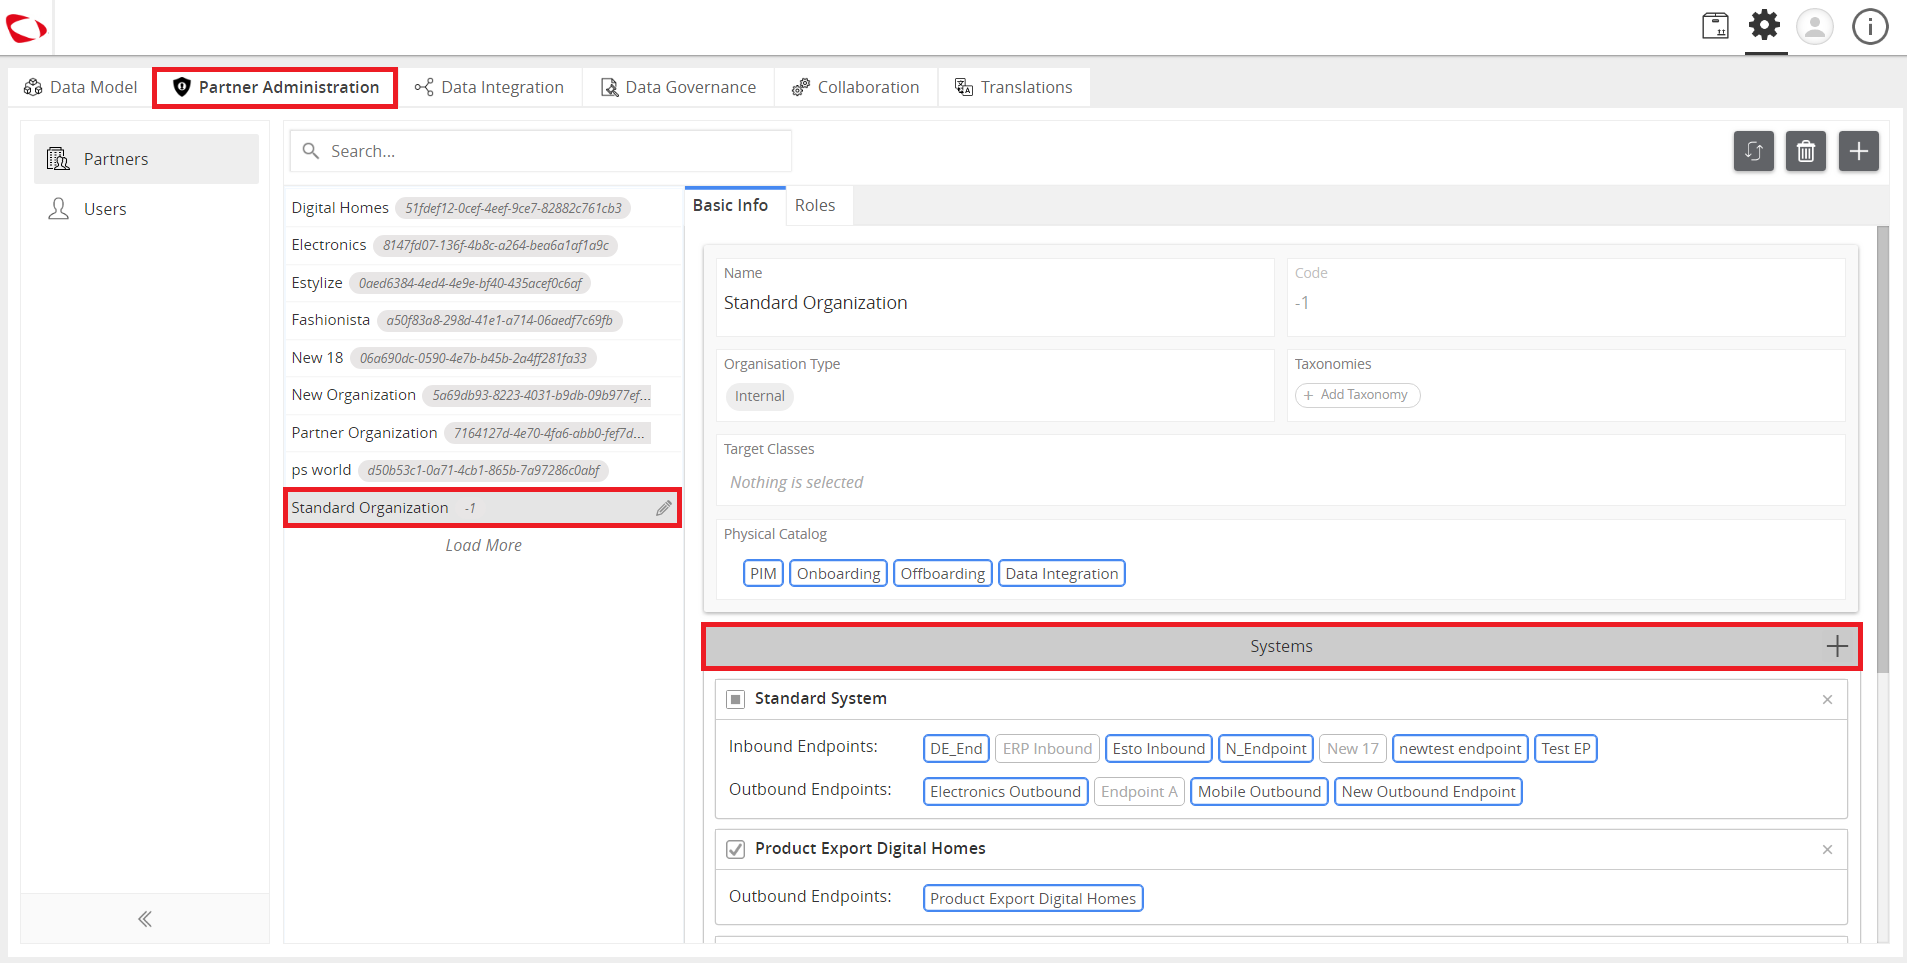 Data Model
Partner Administration
Data Integration
Data Governance
Collaboration
Translations
Partners
Users
Search...
Digital Homes 51fdef12-0cef-4eef-9ce7-82882c761cb3
Electronics 8147fd07-136f-4b8c-a264-bea6a1af1a9c
Estylize 0aed6384-4ed4-4e9e-bf40-435acef0c6af
Fashionista a50f83a8-298d-41e1-a714-06aedf7c69fb
New 18 06a690dc-0590-4e7b-b45b-2a4ff281fa33
New Organization 5a69db93-8223-4031-b9db-09b977ef...
Partner Organization 7164127d-4e70-4fa6-abb0-fef7d...
ps world d50b53c1-0a71-4cb1-865b-7a97286c0abf
Standard Organization -1
Load More
Basic Info
Roles
Name
Standard Organization
Code
-1
Organisation Type
Internal
Taxonomies
+ Add Taxonomy
Target Classes
Nothing is selected
Physical Catalog
PIM Onboarding Offboarding Data Integration
Systems
Standard System
Inbound Endpoints: DE_End ERP Inbound Esto Inbound N_Endpoint New 17 newtest endpoint Test EP
Outbound Endpoints: Electronics Outbound Endpoint A Mobile Outbound New Outbound Endpoint
Product Export Digital Homes
Outbound Endpoints: Product Export Digital Homes